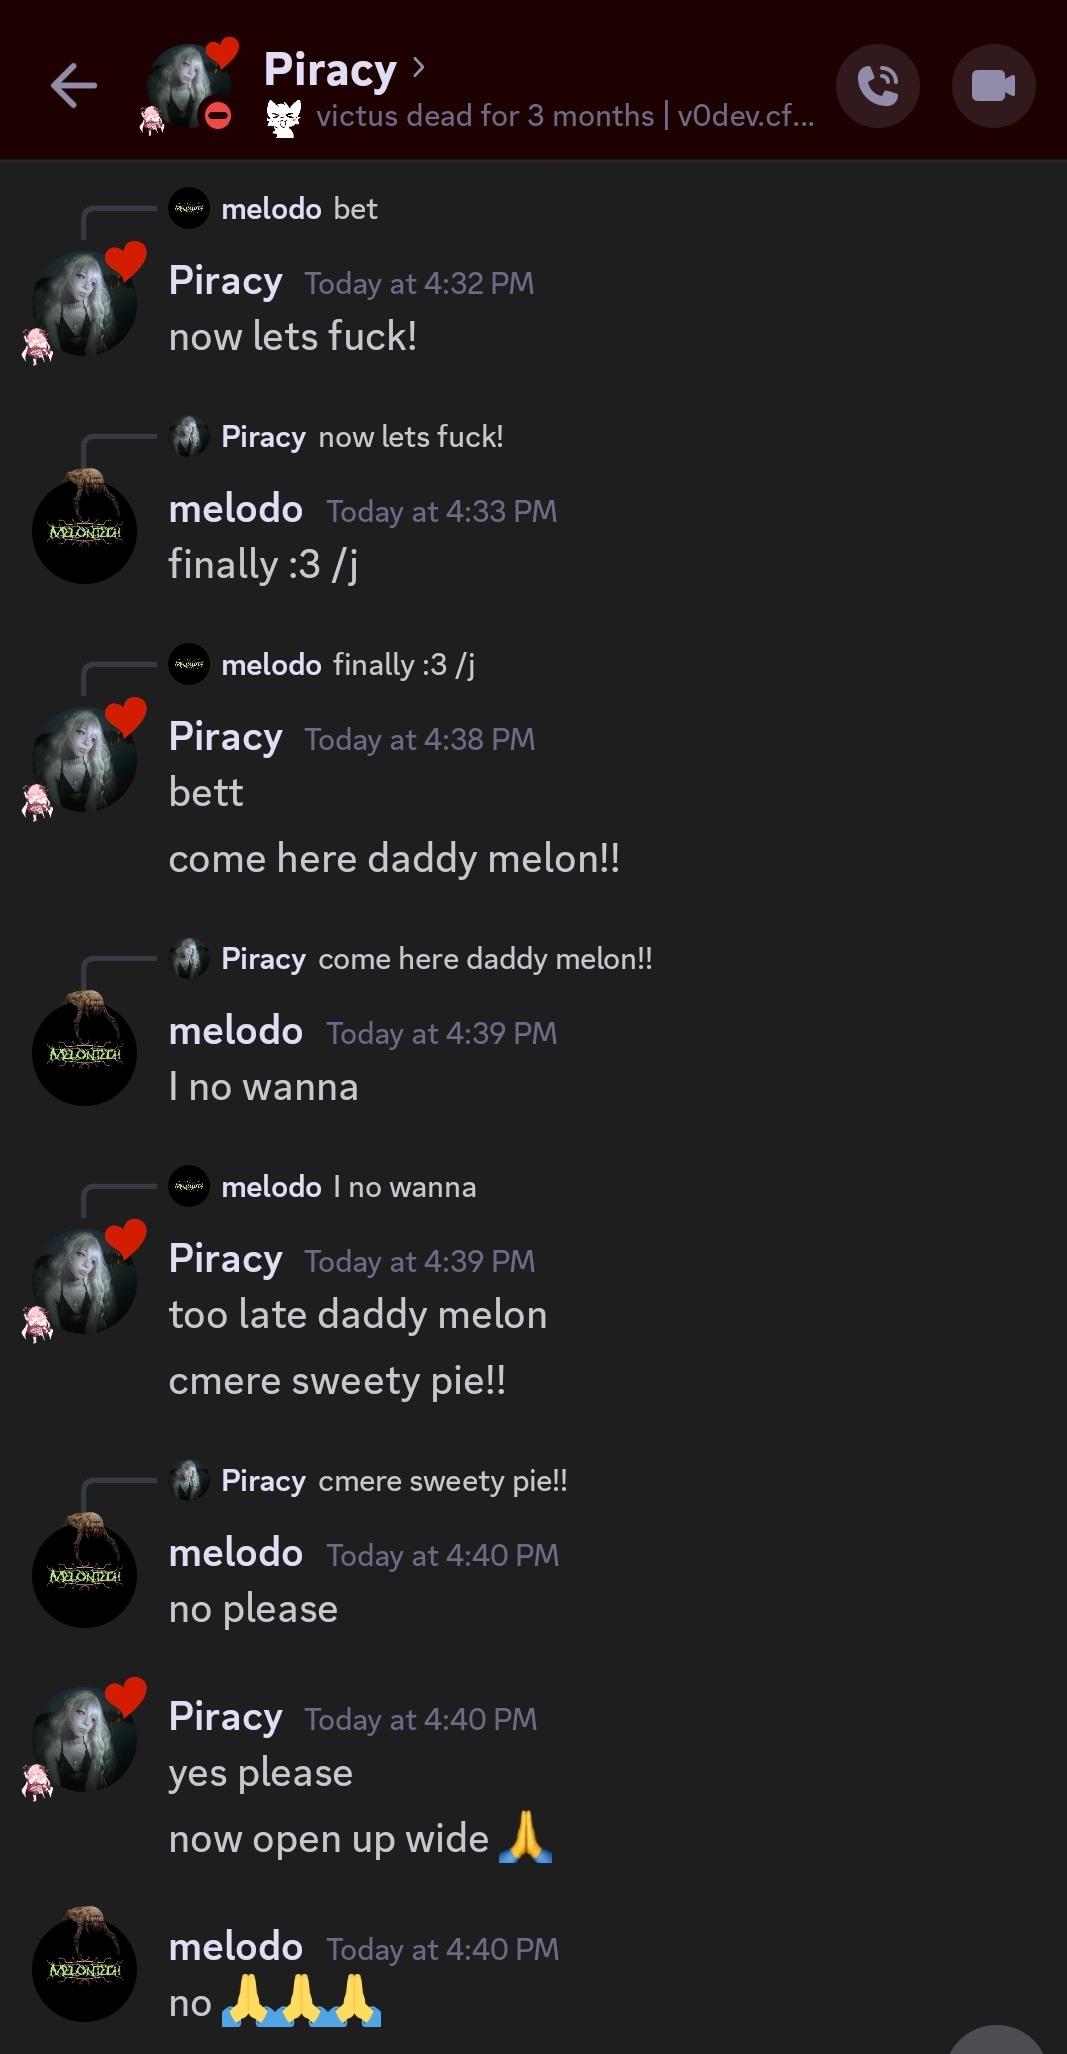 Piracy
victus dead for 3 months | v0dev.cf...
melodo bet
Piracy Today at 4:32 PM
now lets fuck!
Piracy now lets fuck!
melodo Today at 4:33 PM
MELONTECH
finally :3 /j
melodo finally :3 /j
Piracy Today at 4:38 PM
bett
come here daddy melon!!
Piracy come here daddy melon!!
melodo Today at 4:39 PM
MELONTECH
I no wanna
melodo I no wanna
Piracy Today at 4:39 PM
too late daddy melon
cmere sweety pie!!
Piracy cmere sweety pie!!
melodo Today at 4:40 PM
MELONTECH
no please
Piracy Today at 4:40 PM
yes please
now open up wide 🙏
melodo Today at 4:40 PM
MELONTECH
no 🙏🙏🙏